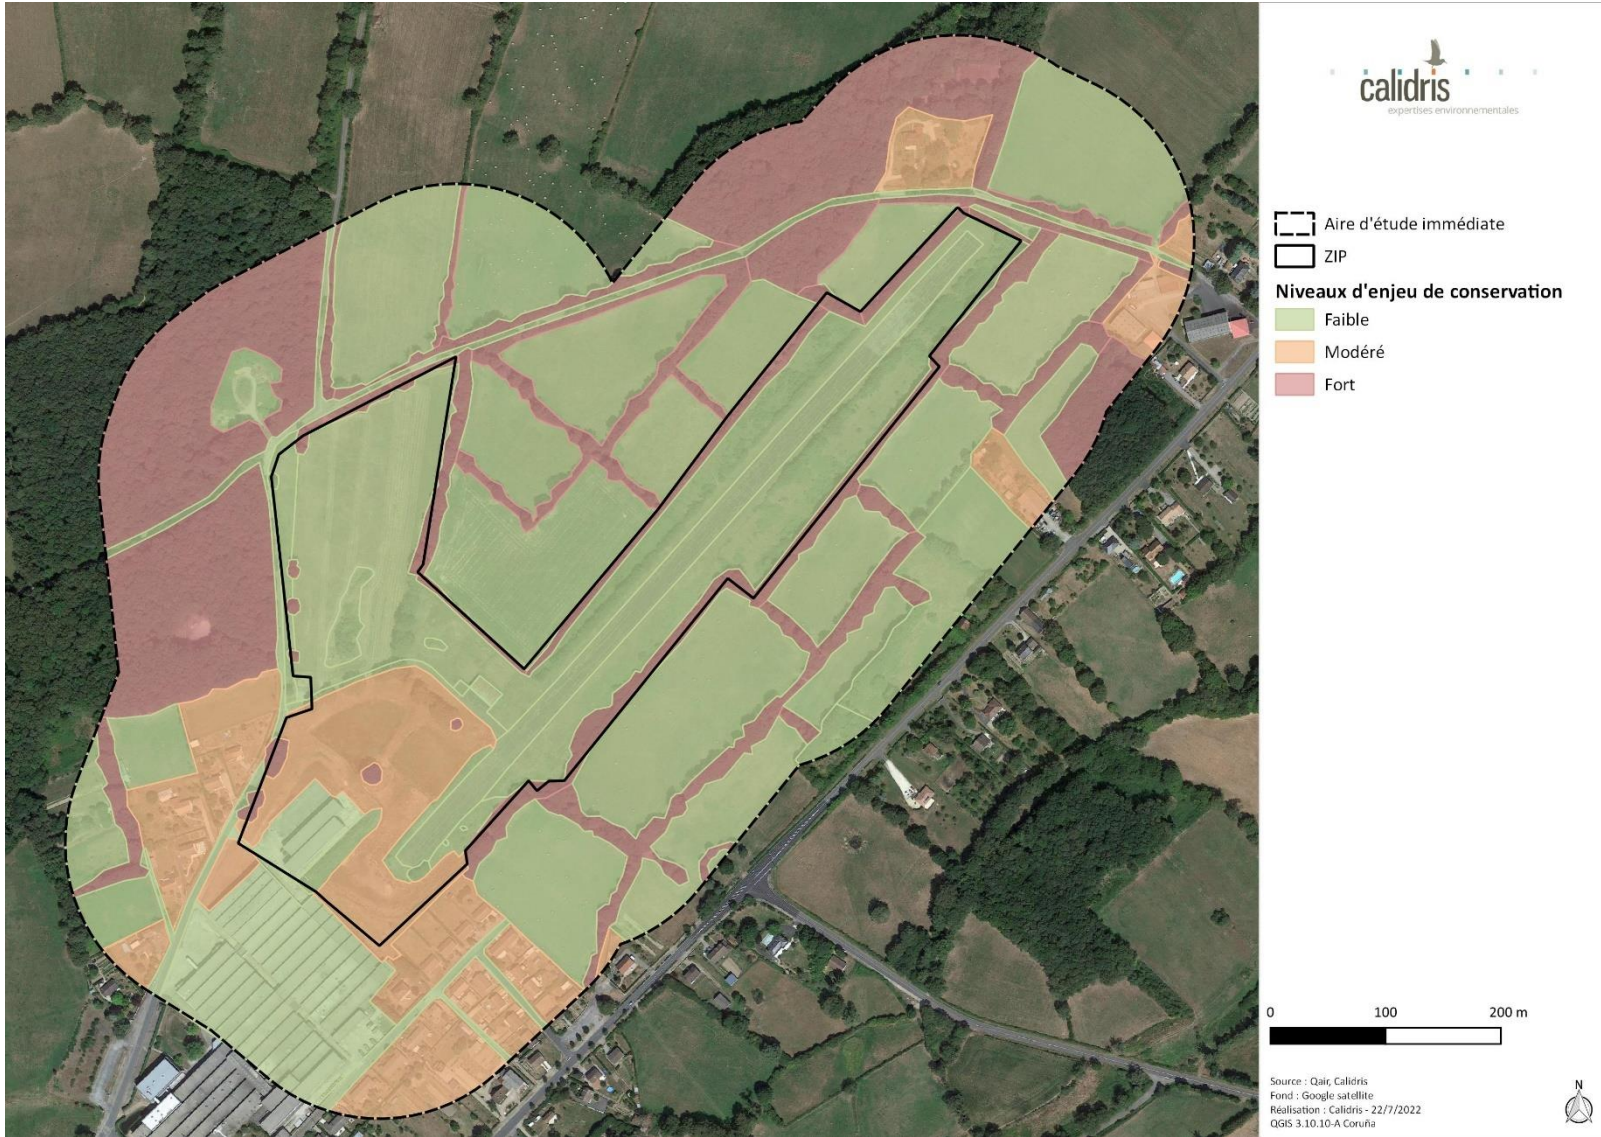 calidris
expertises environnementales
Aire d'étude immédiate
ZIP
Niveaux d'enjeu de conservation
Faible
Modéré
Fort
0 100 200 m
Source : Qair, Calidris
Fond : Google satellite
Réalisation : Calidris - 22/7/2022
QGIS 3.10.10-A Coruña
N